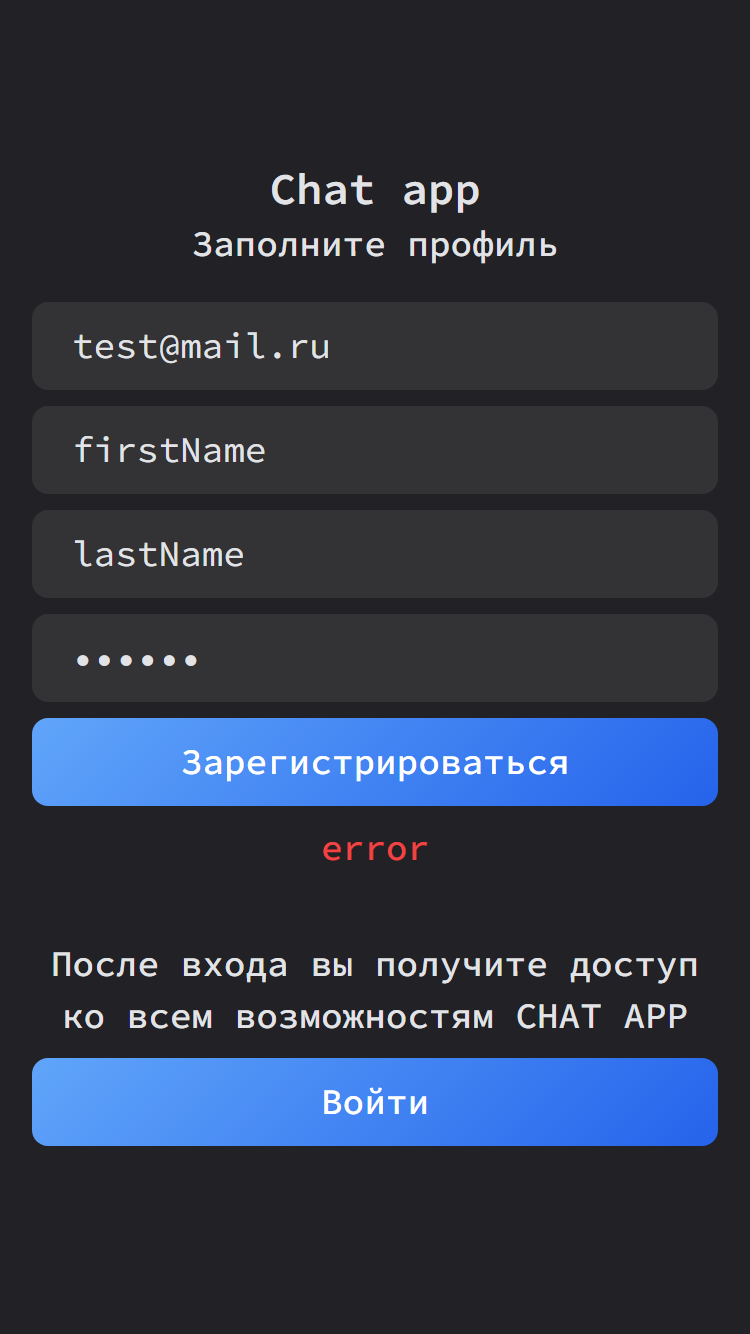 Chat app
Заполните профиль
test@mail.ru
firstName
lastName
••••••
Зарегистрироваться
error
После входа вы получите доступ
ко всем возможностям CHAT APP
Войти